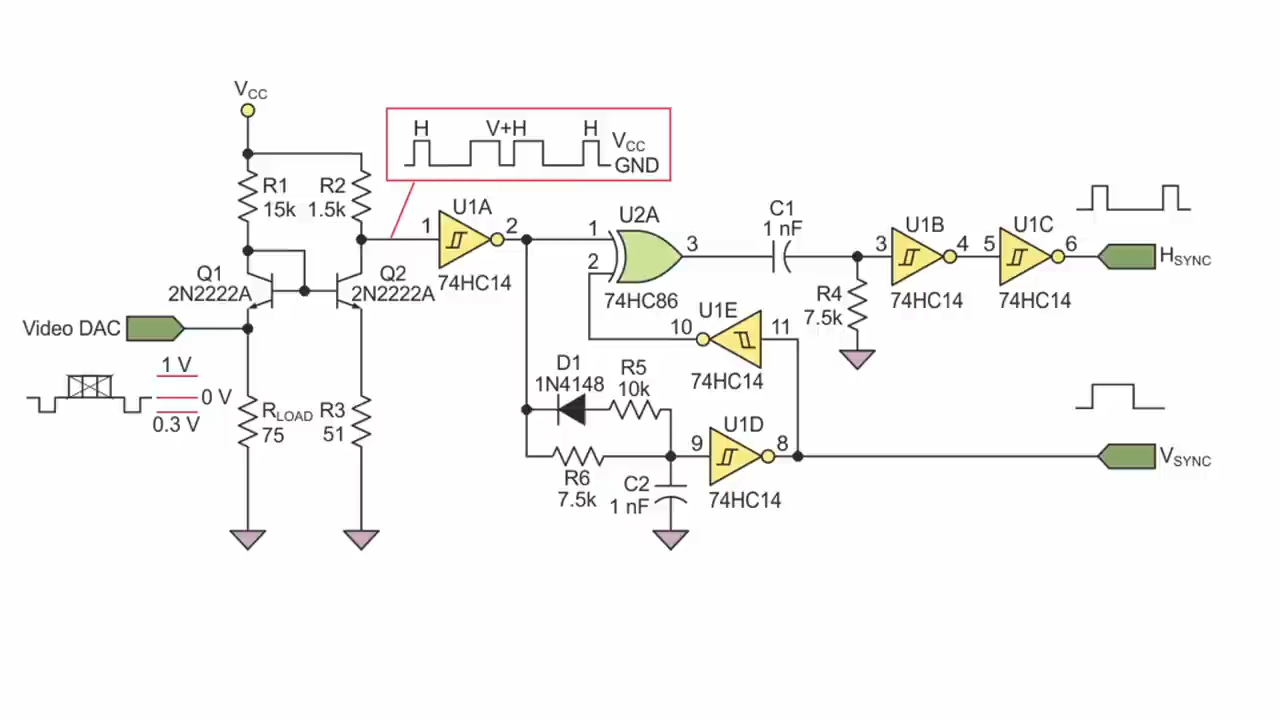 VCC
H V+H H
VCC
GND
R1
15k
R2
1.5k
1
U1A
2
74HC14
1
2
U2A
3
74HC86
C1
1 nF
3
U1B
4
74HC14
5
U1C
6
74HC14
HSYNC
Q1
2N2222A
Q2
2N2222A
R4
7.5k
Video DAC
1 V
0 V
0.3 V
RLOAD
75
R3
51
10
U1E
11
74HC14
D1
1N4148
R5
10k
R6
7.5k
C2
1 nF
9
U1D
8
74HC14
VSYNC